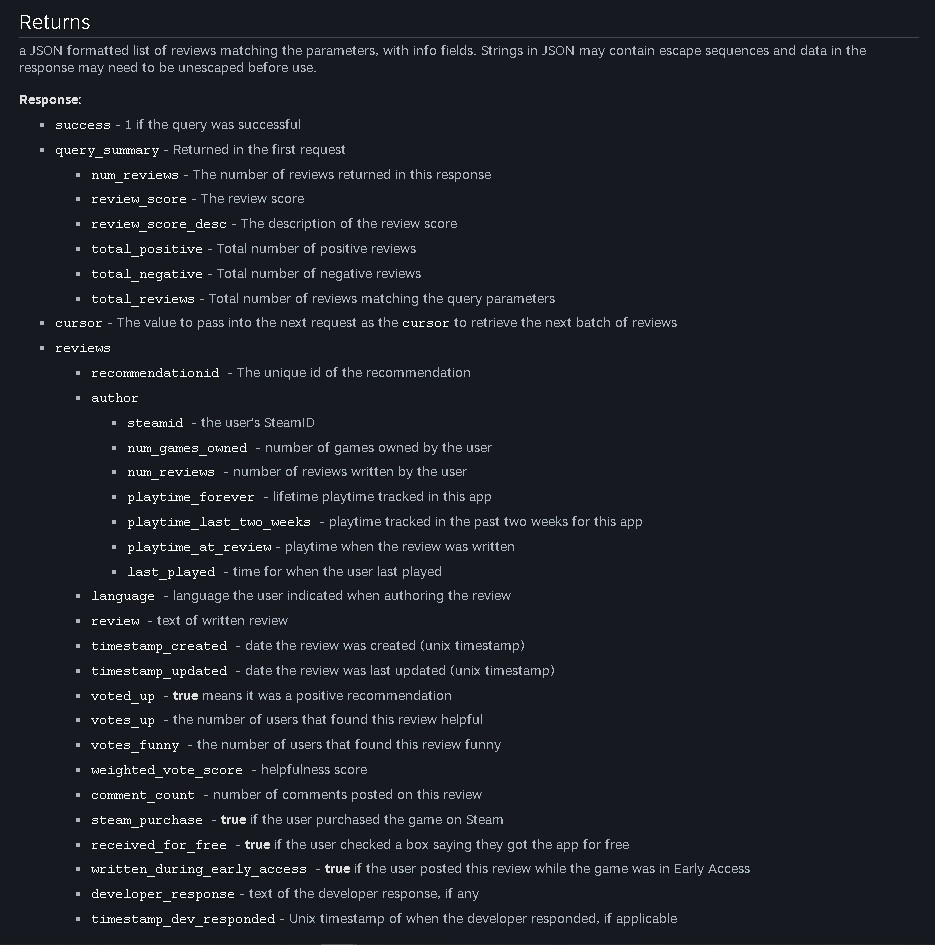 Returns
a JSON formatted list of reviews matching the parameters, with info fields. Strings in JSON may contain escape sequences and data in the
response may need to be unescaped before use.
Response:
success - 1 if the query was successful
query_summary - Returned in the first request
num_reviews - The number of reviews returned in this response
review_score - The review score
review_score_desc - The description of the review score
total_positive - Total number of positive reviews
total_negative - Total number of negative reviews
total_reviews - Total number of reviews matching the query parameters
cursor - The value to pass into the next request as the cursor to retrieve the next batch of reviews
reviews
recommendationid - The unique id of the recommendation
author
steamid - the user's SteamID
num_games_owned - number of games owned by the user
num_reviews - number of reviews written by the user
playtime_forever - lifetime playtime tracked in this app
playtime_last_two_weeks - playtime tracked in the past two weeks for this app
playtime_at_review - playtime when the review was written
last_played - time for when the user last played
language - language the user indicated when authoring the review
review - text of written review
timestamp_created - date the review was created (unix timestamp)
timestamp_updated - date the review was last updated (unix timestamp)
voted_up - true means it was a positive recommendation
votes_up - the number of users that found this review helpful
votes_funny - the number of users that found this review funny
weighted_vote_score - helpfulness score
comment_count - number of comments posted on this review
steam_purchase - true if the user purchased the game on Steam
received_for_free - true if the user checked a box saying they got the app for free
written_during_early_access - true if the user posted this review while the game was in Early Access
developer_response - text of the developer response, if any
timestamp_dev_responded - Unix timestamp of when the developer responded, if applicable